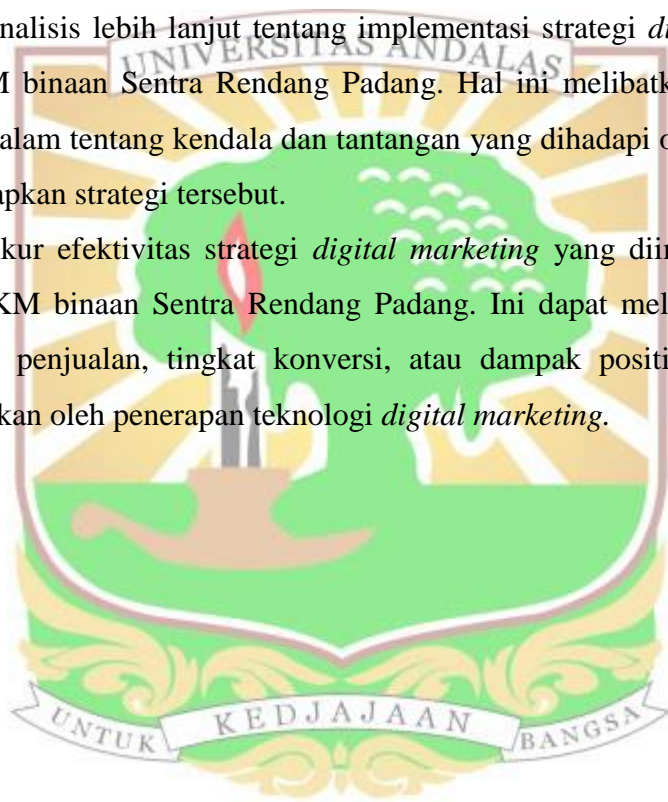 nalisis lebih lanjut tentang implementasi strategi di
UNIVERSITAS ANDALAS
M binaan Sentra Rendang Padang. Hal ini melibatk
alam tentang kendala dan tantangan yang dihadapi o
apkan strategi tersebut.
kur efektivitas strategi digital marketing yang diin
KM binaan Sentra Rendang Padang. Ini dapat mel
penjualan, tingkat konversi, atau dampak positi
kan oleh penerapan teknologi digital marketing.
UNTUK KEDJAJAAN BANGSA